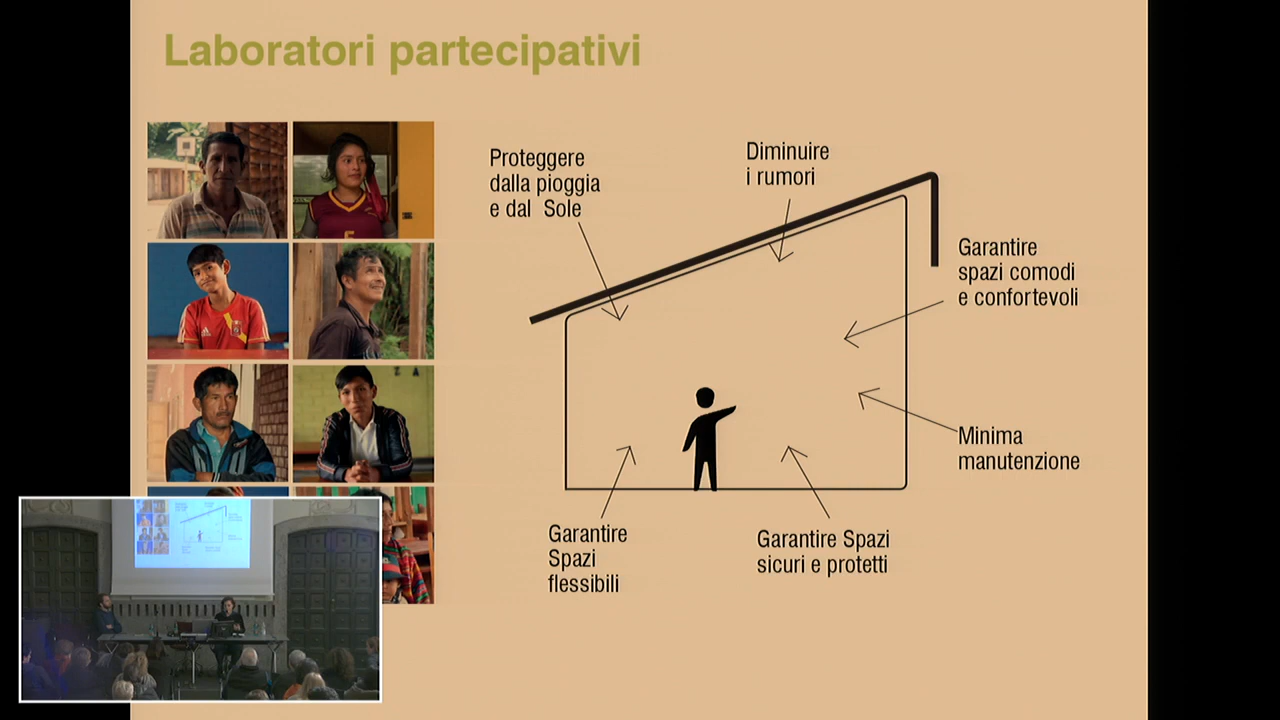 Laboratori partecipativi
Proteggere
dalla pioggia
e dal Sole
Diminuire
i rumori
Garantire
spazi comodi
e confortevoli
Minima
manutenzione
Garantire
Spazi
flessibili
Garantire Spazi
sicuri e protetti